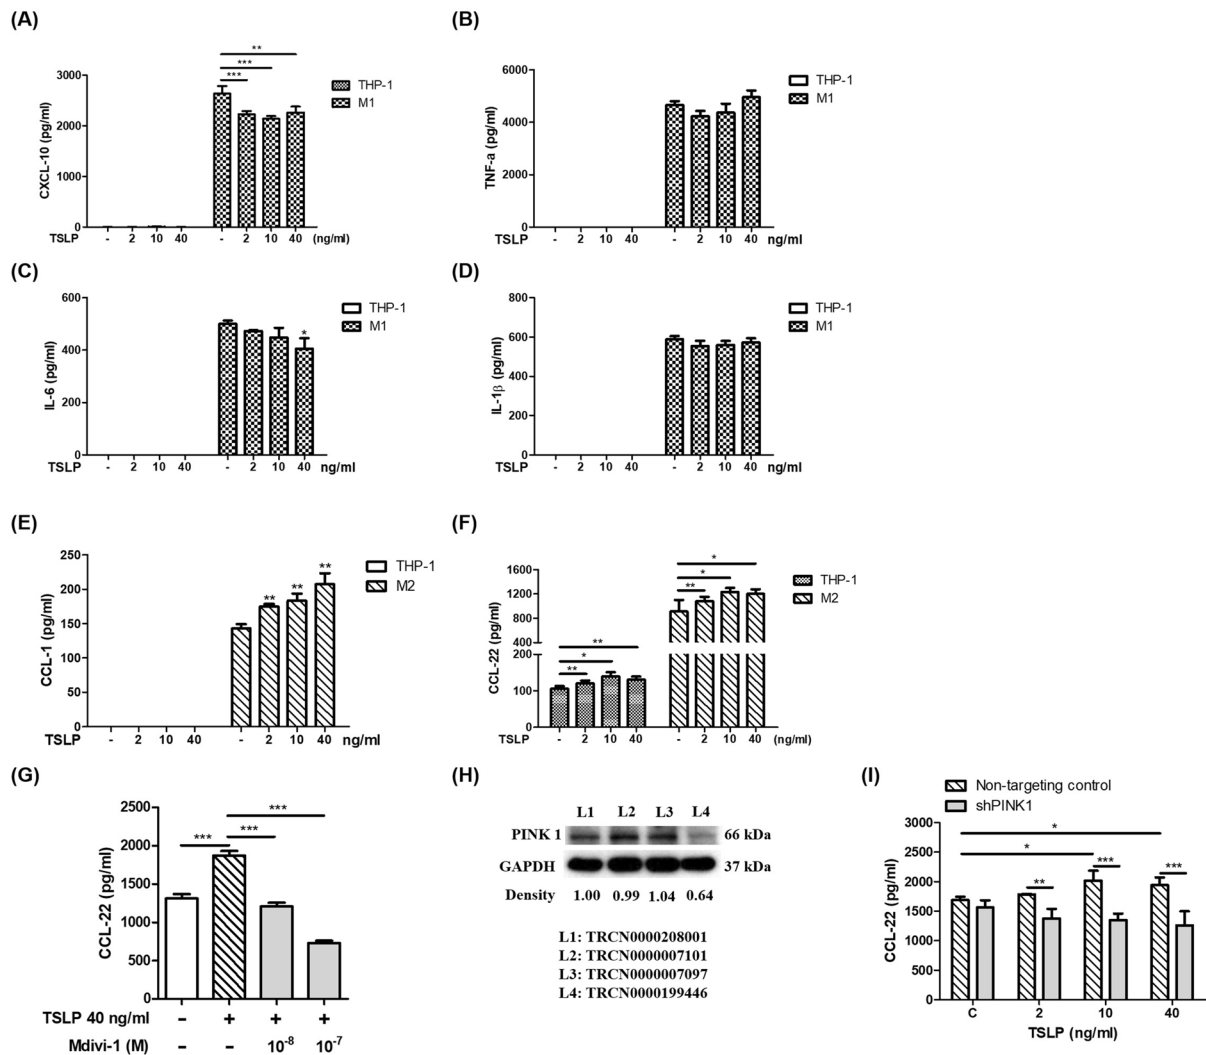 (A)
**
***
***
3000
2000
1000
0
CXCL-10 (pg/ml)
THP-1
M1
TSLP - 2 10 40 - 2 10 40 (ng/ml)
(B)
6000
4000
2000
0
TNF-a (pg/ml)
THP-1
M1
TSLP - 2 10 40 - 2 10 40 ng/ml
(C)
600
400
200
0
IL-6 (pg/ml)
*
THP-1
M1
TSLP - 2 10 40 - 2 10 40 ng/ml
(D)
800
600
400
200
0
IL-1β (pg/ml)
THP-1
M1
TSLP - 2 10 40 - 2 10 40 ng/ml
(E)
250
200
150
100
50
0
CCL-1 (pg/ml)
** ** **
THP-1
M2
TSLP - 2 10 40 - 2 10 40 ng/ml
(F)
1600
1200
800
400
200
100
0
CCL-22 (pg/ml)
**
*
**
*
*
**
THP-1
M2
TSLP - 2 10 40 - 2 10 40 (ng/ml)
(G)
2500
2000
1500
1000
500
0
CCL-22 (pg/ml)
***
*** ***
TSLP 40 ng/ml – + + +
Mdivi-1 (M) – – 10-8 10-7
(H)
L1 L2 L3 L4
PINK 1 66 kDa
GAPDH 37 kDa
Density 1.00 0.99 1.04 0.64
L1: TRCN0000208001
L2: TRCN0000007101
L3: TRCN0000007097
L4: TRCN0000199446
(I)
Non-targeting control
shPINK1
3000
2500
2000
1500
1000
500
0
CCL-22 (pg/ml)
*
*
** *** ***
C 2 10 40
TSLP (ng/ml)